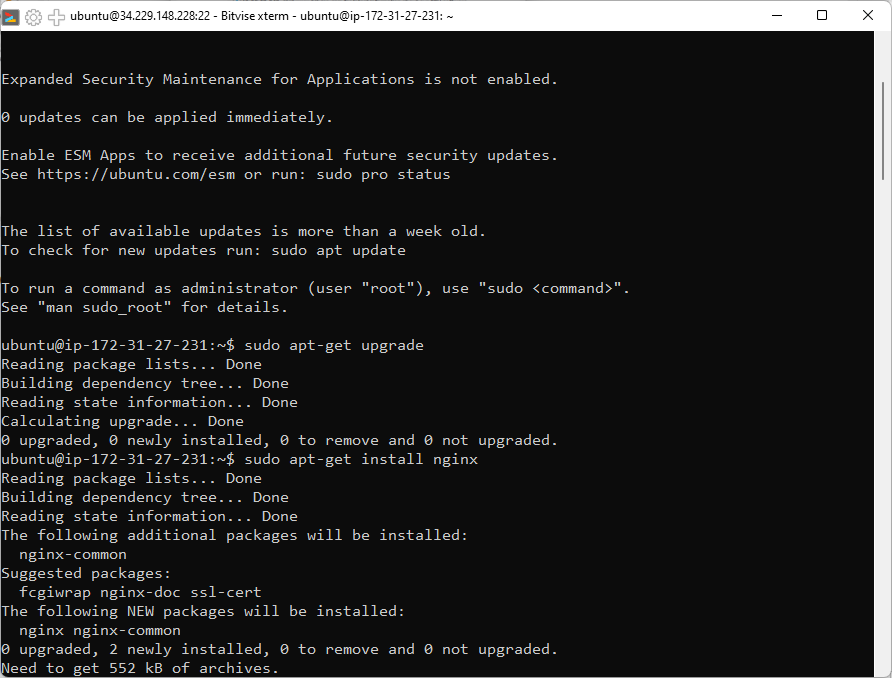 ubuntu@34.229.148.228:22 - Bitvise xterm - ubuntu@ip-172-31-27-231: ~
Expanded Security Maintenance for Applications is not enabled.
0 updates can be applied immediately.
Enable ESM Apps to receive additional future security updates.
See https://ubuntu.com/esm or run: sudo pro status
The list of available updates is more than a week old.
To check for new updates run: sudo apt update
To run a command as administrator (user "root"), use "sudo <command>".
See "man sudo_root" for details.
ubuntu@ip-172-31-27-231:~$ sudo apt-get upgrade
Reading package lists... Done
Building dependency tree... Done
Reading state information... Done
Calculating upgrade... Done
0 upgraded, 0 newly installed, 0 to remove and 0 not upgraded.
ubuntu@ip-172-31-27-231:~$ sudo apt-get install nginx
Reading package lists... Done
Building dependency tree... Done
Reading state information... Done
The following additional packages will be installed:
  nginx-common
Suggested packages:
  fcgiwrap nginx-doc ssl-cert
The following NEW packages will be installed:
  nginx nginx-common
0 upgraded, 2 newly installed, 0 to remove and 0 not upgraded.
Need to get 552 kB of archives.